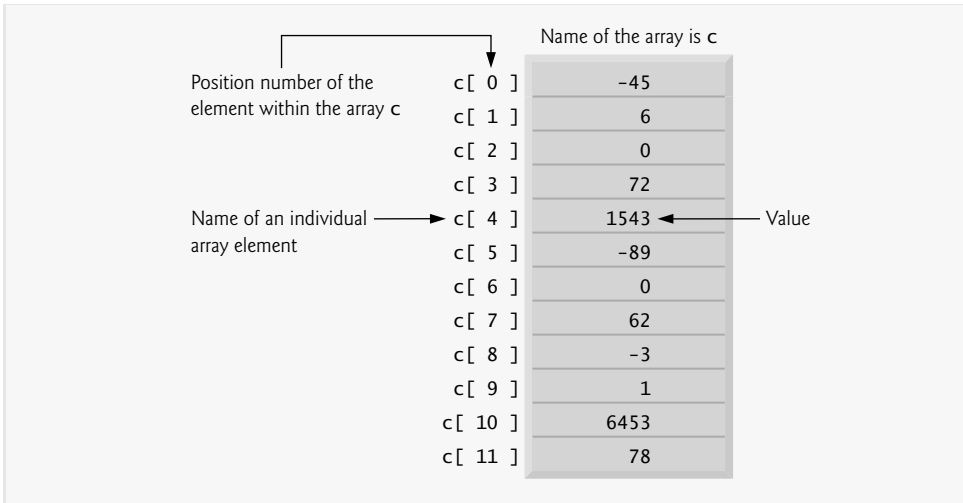 Name of the array is c
Position number of the
element within the array c
c[ 0 ] -45
c[ 1 ] 6
c[ 2 ] 0
c[ 3 ] 72
Name of an individual
array element
c[ 4 ] 1543
Value
c[ 5 ] -89
c[ 6 ] 0
c[ 7 ] 62
c[ 8 ] -3
c[ 9 ] 1
c[ 10 ] 6453
c[ 11 ] 78